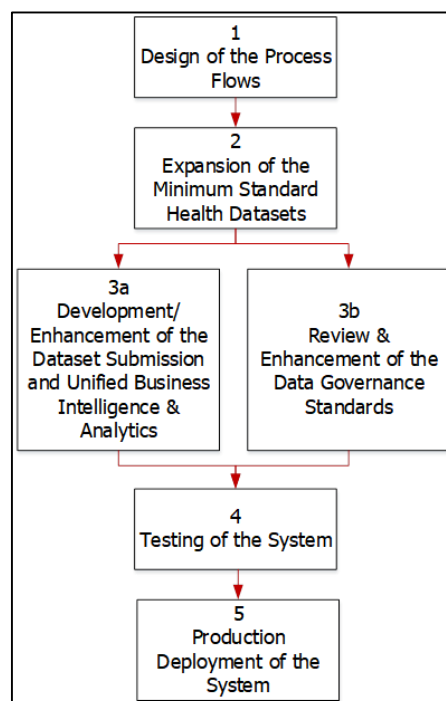 1
Design of the Process
Flows
2
Expansion of the
Minimum Standard
Health Datasets
3a
Development/
Enhancement of the
Dataset Submission
and Unified Business
Intelligence &
Analytics
3b
Review &
Enhancement of the
Data Governance
Standards
4
Testing of the System
5
Production
Deployment of the
System